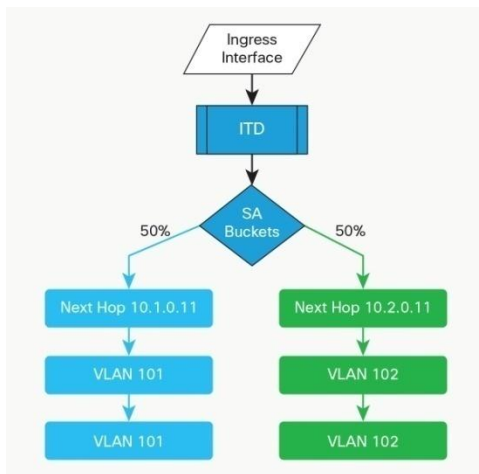 Ingress
Interface
ITD
SA
Buckets
50%
50%
Next Hop 10.1.0.11
Next Hop 10.2.0.11
VLAN 101
VLAN 102
VLAN 101
VLAN 102